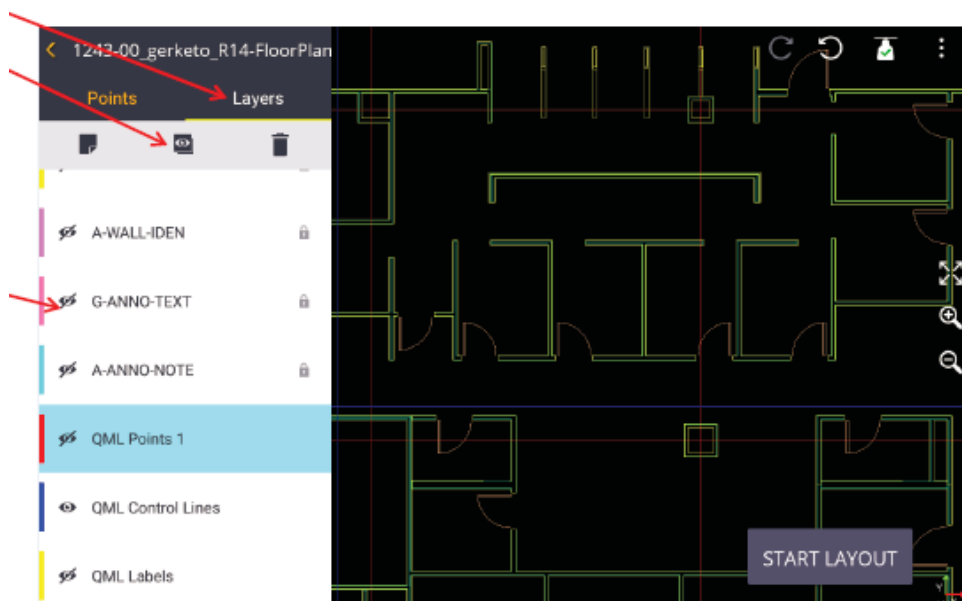 1243-00_gerketo_R14-FloorPlan
Points
Layers
A-WALL-IDEN
G-ANNO-TEXT
A-ANNO-NOTE
QML Points 1
QML Control Lines
QML Labels
START LAYOUT
Y